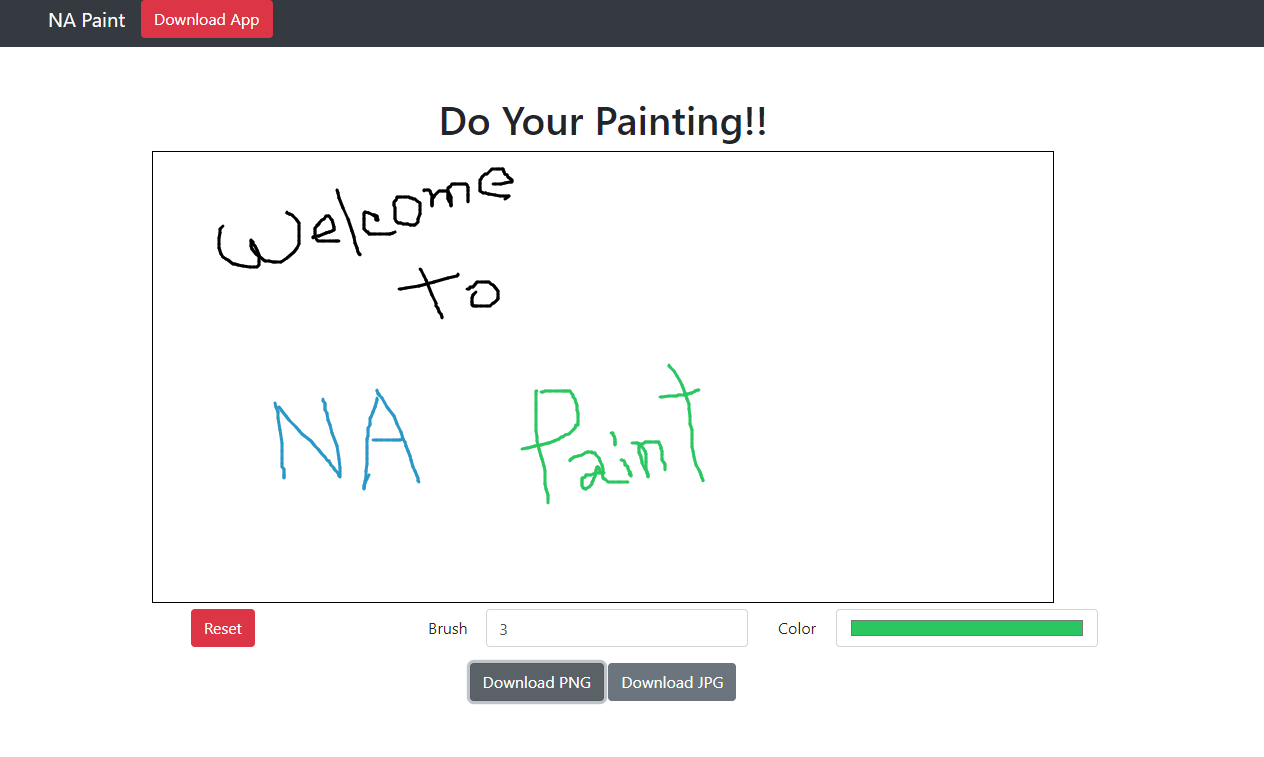 NA Paint Download App
Do Your Painting!!
Welcome
to
NA Paint
Reset Brush 3 Color
Download PNG Download JPG